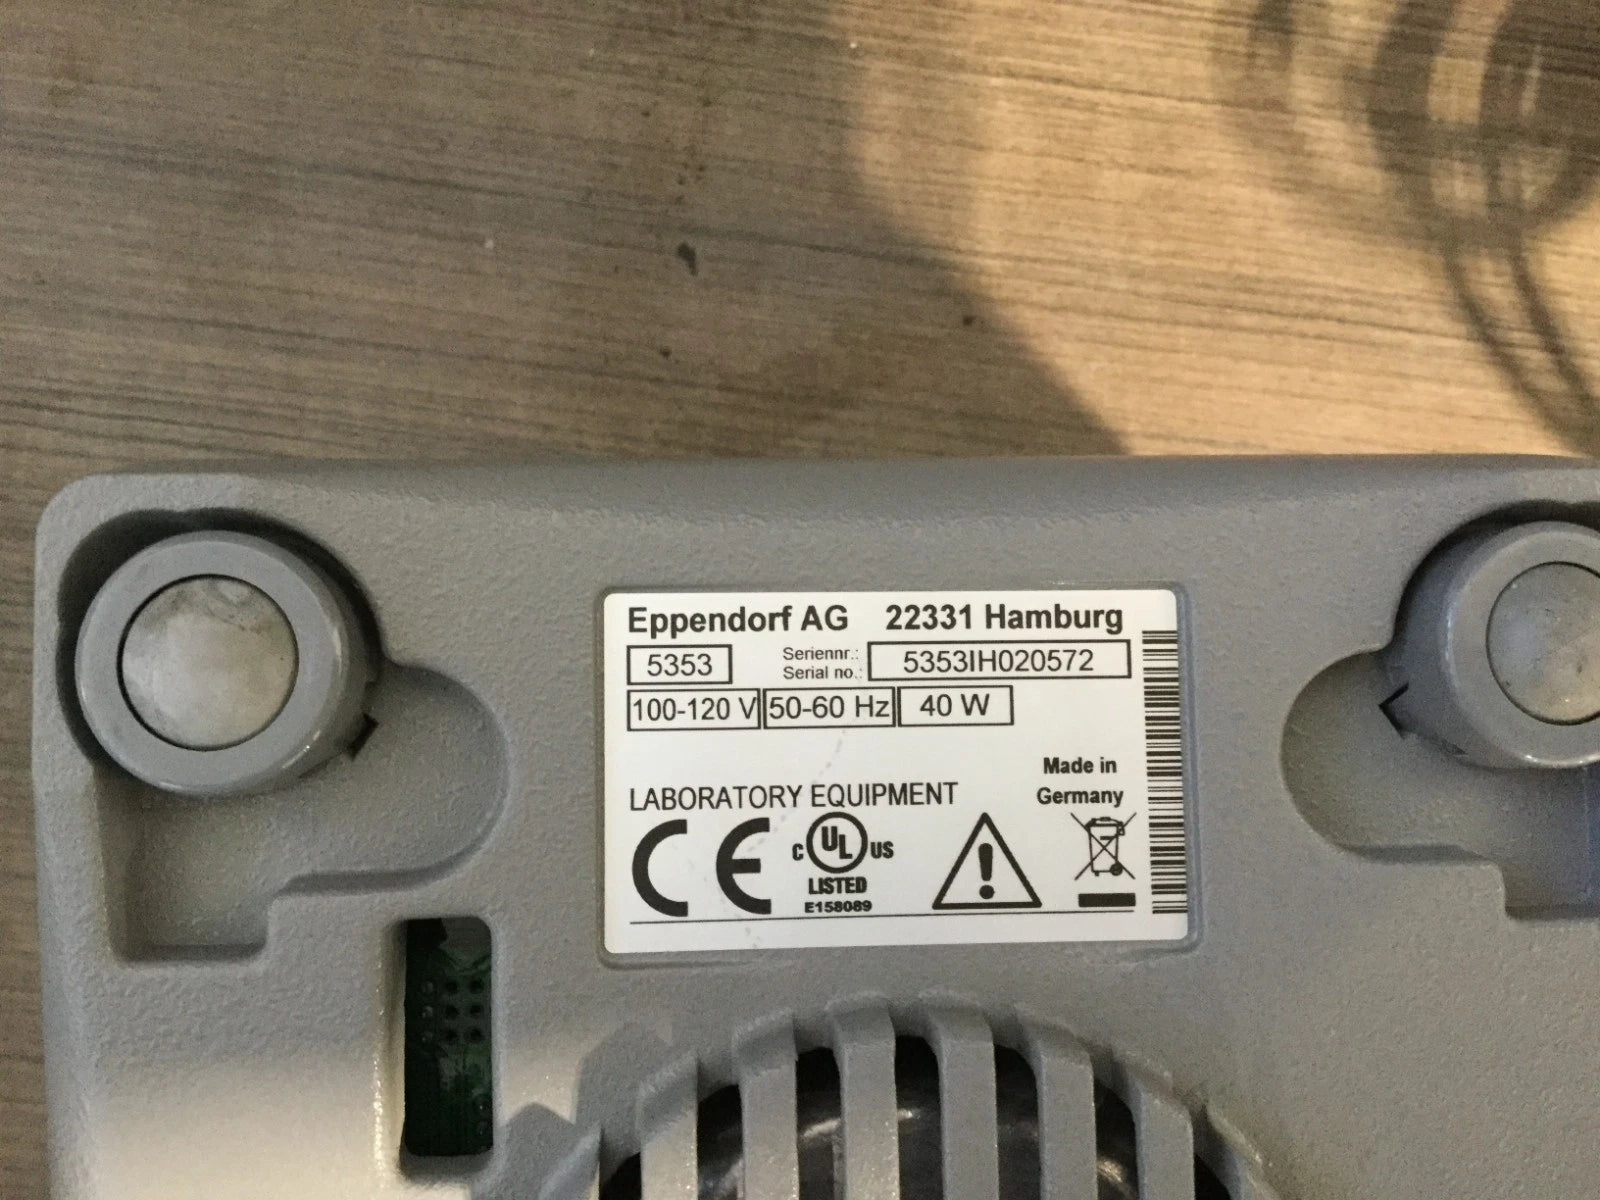 Eppendorf AG 22331 Hamburg
5353 Seriennr.: 5353IH020572
Serial no.:
100-120 V 50-60 Hz 40 W
Made in
Germany
LABORATORY EQUIPMENT
CE c UL US
LISTED
E158089